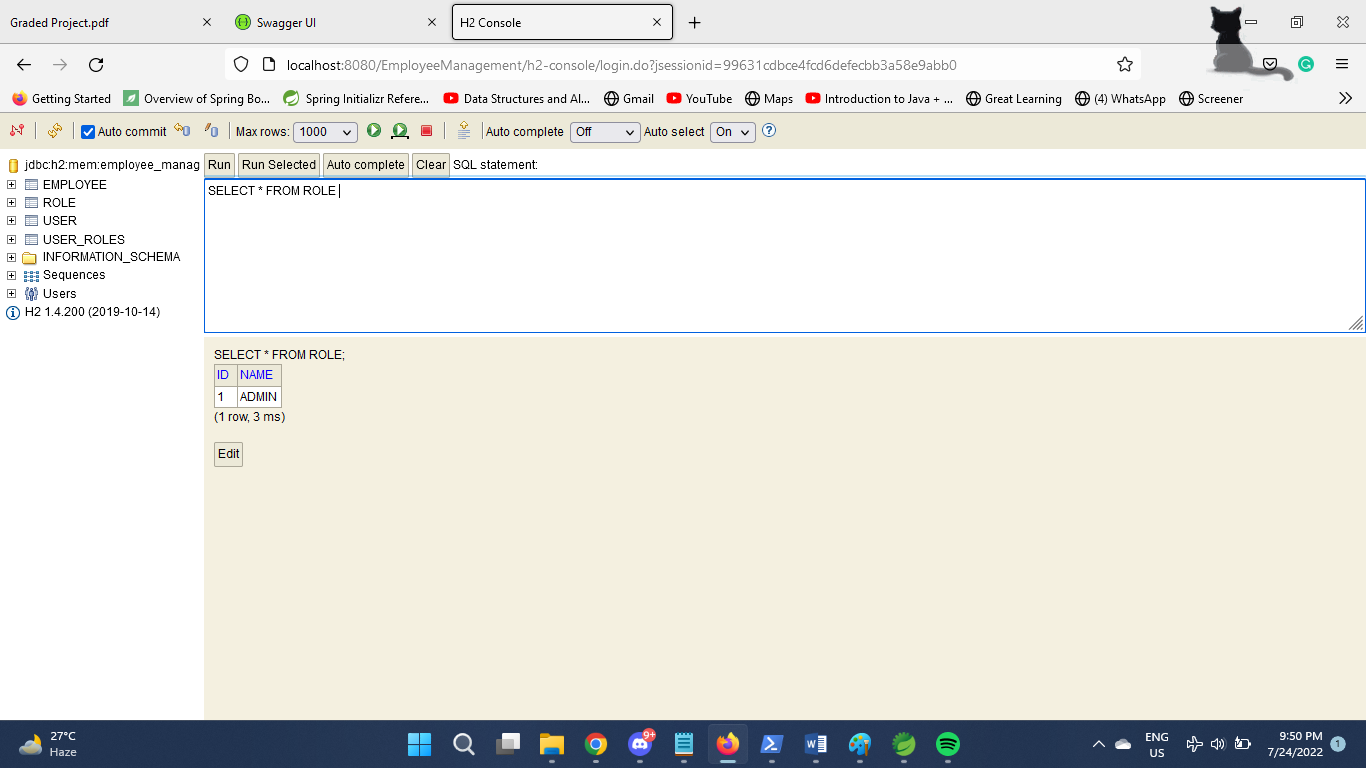 Graded Project.pdf
Swagger UI
H2 Console
localhost:8080/EmployeeManagement/h2-console/login.do?jsessionid=99631cdbce4fcd6defecbb3a58e9abb0
Getting Started
Overview of Spring Bo...
Spring Initializr Refere...
Data Structures and Al...
Gmail
YouTube
Maps
Introduction to Java + ...
Great Learning
(4) WhatsApp
Screener
Auto commit
Max rows: 1000
Auto complete Off
Auto select On
jdbc:h2:mem:employee_manag
EMPLOYEE
ROLE
USER
USER_ROLES
INFORMATION_SCHEMA
Sequences
Users
H2 1.4.200 (2019-10-14)
Run Run Selected Auto complete Clear SQL statement:
SELECT * FROM ROLE
SELECT * FROM ROLE;
ID NAME
1 ADMIN
(1 row, 3 ms)
Edit
27°C
Haze
9+
ENG
US
9:50 PM
7/24/2022
1